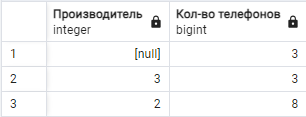 Производитель Кол-во телефонов
integer bigint
1 [null] 3
2 3 3
3 2 8